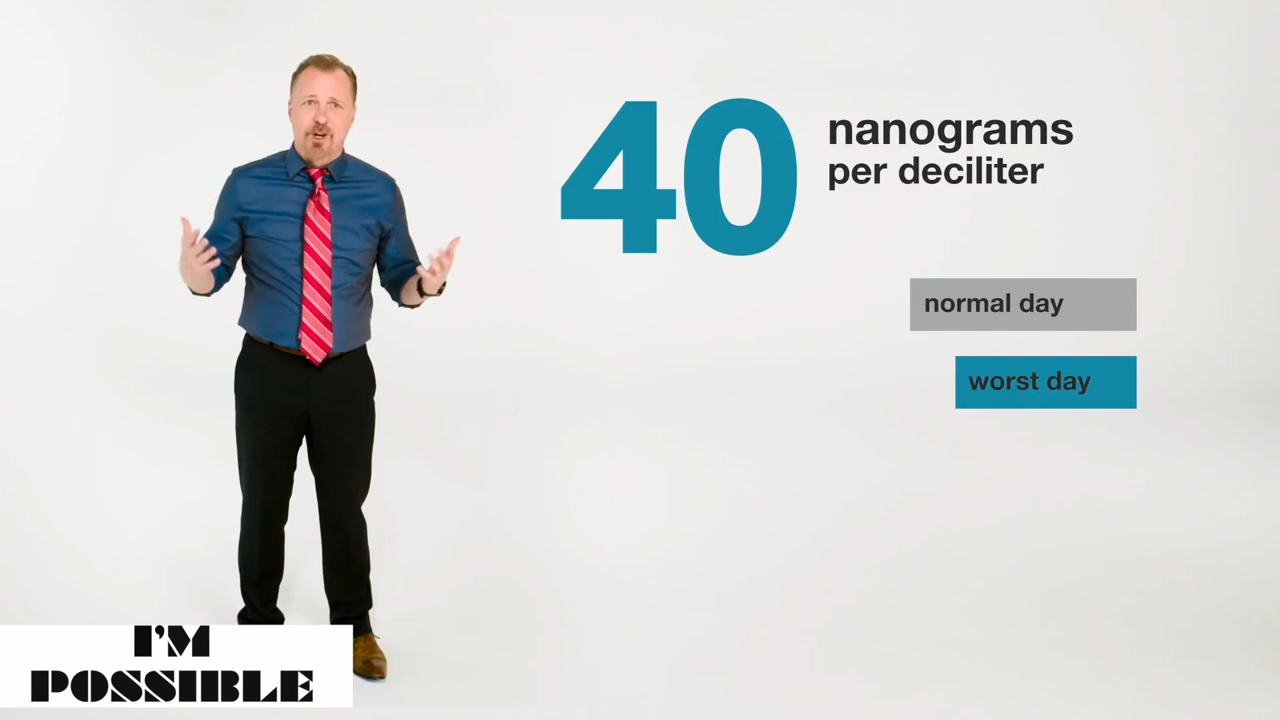 40
nanograms
per deciliter
normal day
worst day
I'M
POSSIBLE